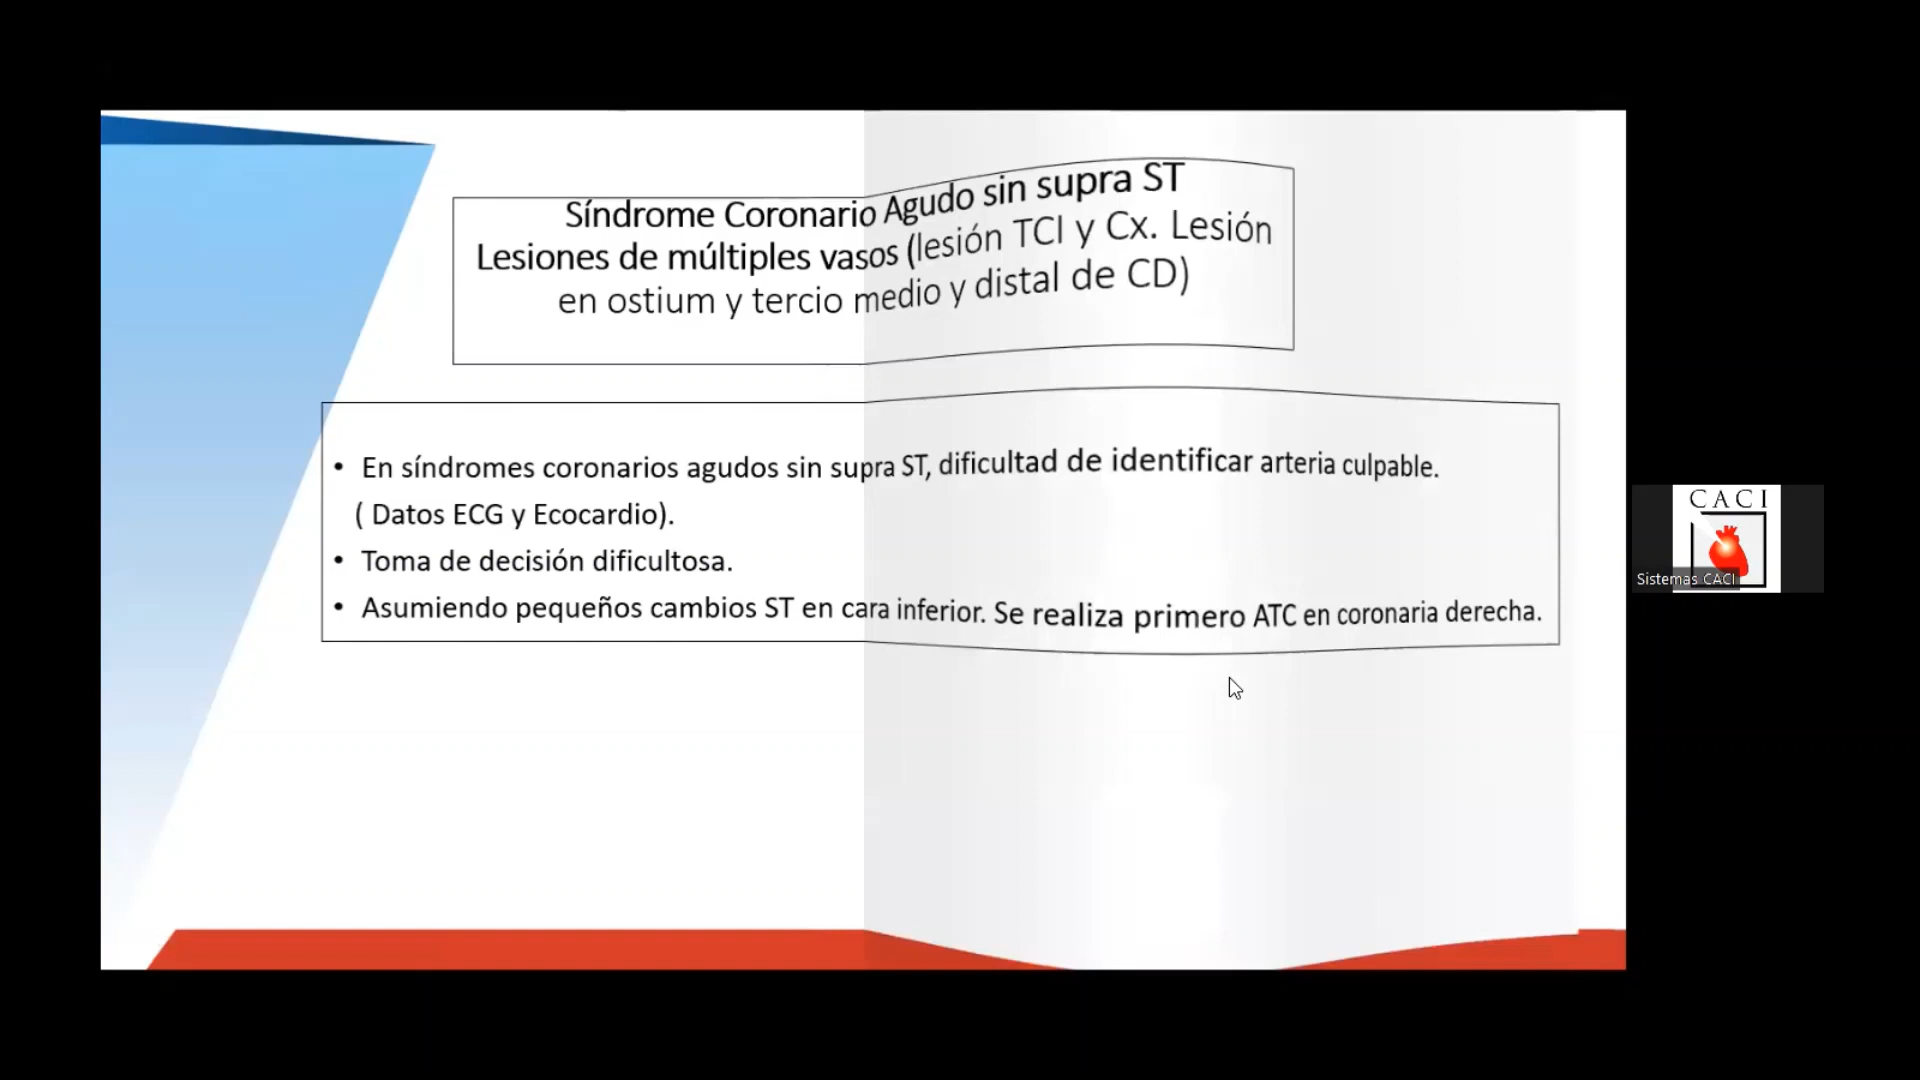 Síndrome Coronario Agudo sin supra ST
Lesiones de múltiples vasos (lesión TCI y Cx. Lesión
en ostium y tercio medio y distal de CD)
• En síndromes coronarios agudos sin supra ST, dificultad de identificar arteria culpable.
( Datos ECG y Ecocardio).
• Toma de decisión dificultosa.
• Asumiendo pequeños cambios ST en cara inferior. Se realiza primero ATC en coronaria derecha.
CACI
Sistemas CACI